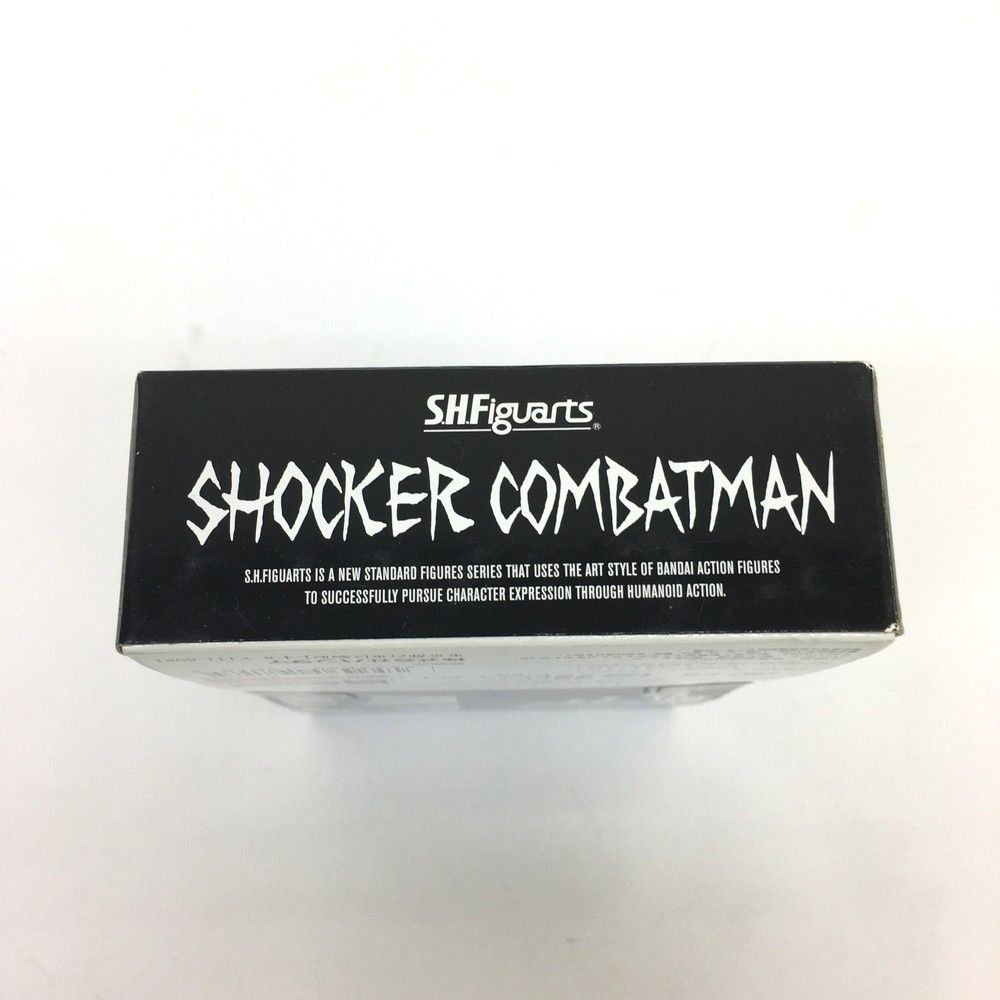 S.H.Figuarts®
SHOCKER COMBATMAN
S.H.FIGUARTS IS A NEW STANDARD FIGURES SERIES THAT USES THE ART STYLE OF BANDAI ACTION FIGURES
TO SUCCESSFULLY PURSUE CHARACTER EXPRESSION THROUGH HUMANOID ACTION.